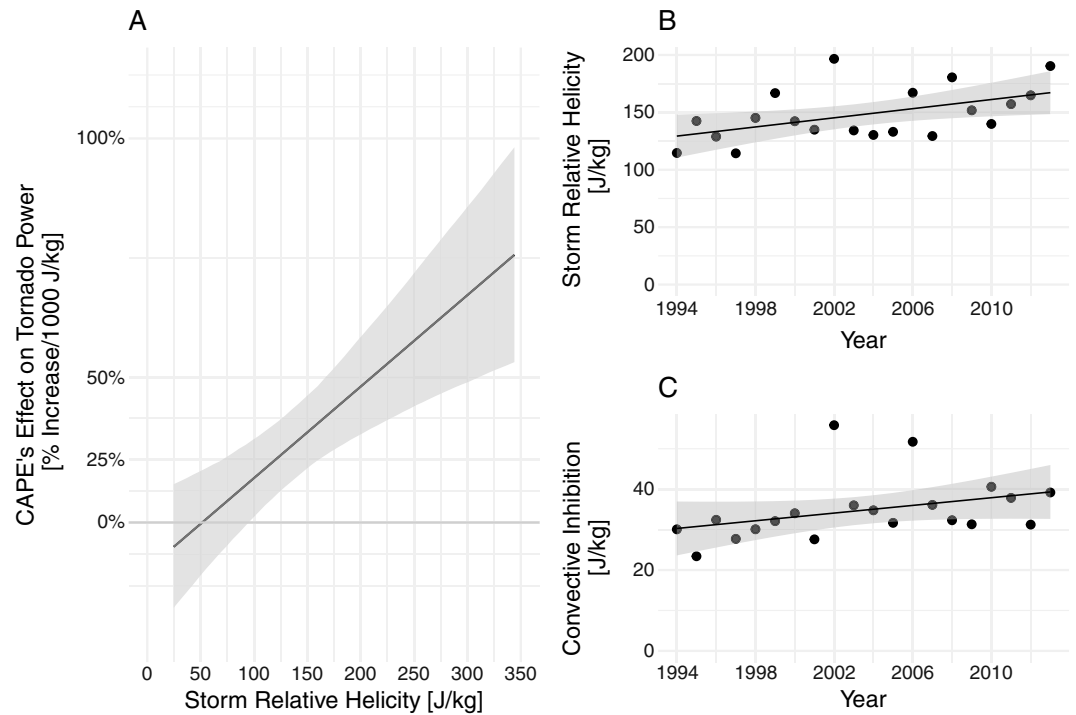 A
CAPE's Effect on Tornado Power
[% Increase/1000 J/kg]
100%
50%
25%
0%
0 50 100 150 200 250 300 350
Storm Relative Helicity [J/kg]
B
Storm Relative Helicity
[J/kg]
200
150
100
50
0
1994 1998 2002 2006 2010
Year
C
Convective Inhibition
[J/kg]
40
20
0
1994 1998 2002 2006 2010
Year